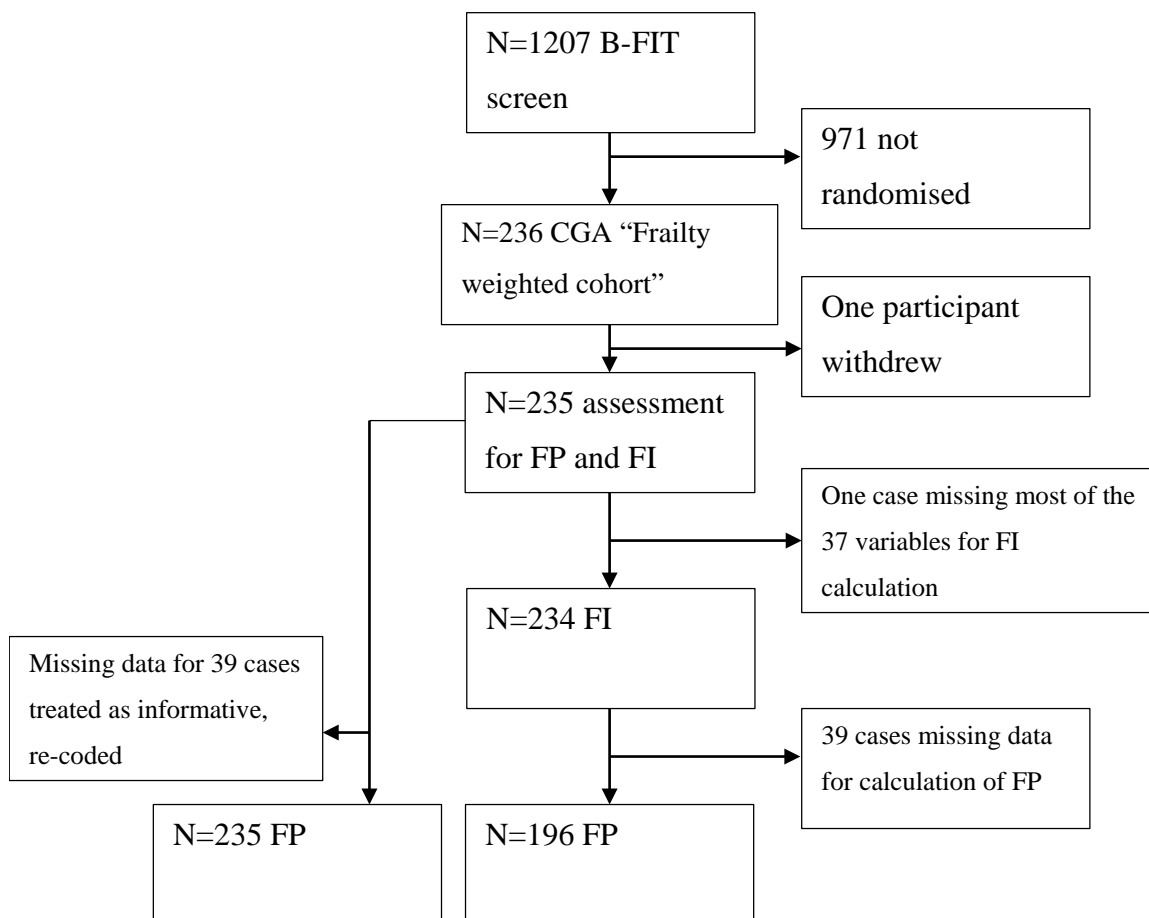 N=1207 B-FIT
screen
971 not
randomised
N=236 CGA “Frailty
weighted cohort”
One participant
withdrew
N=235 assessment
for FP and FI
One case missing most of the
37 variables for FI
calculation
N=234 FI
Missing data for 39 cases
treated as informative,
re-coded
39 cases missing data
for calculation of FP
N=235 FP
N=196 FP